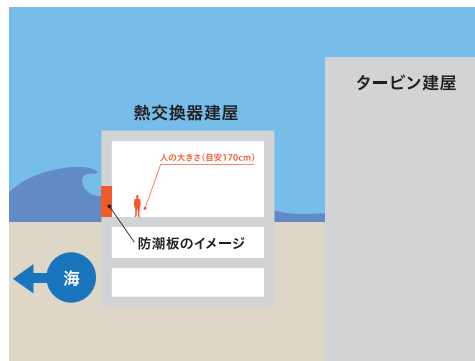 タービン建屋
熱交換器建屋
人の大きさ(目安170cm)
防潮板のイメージ
海